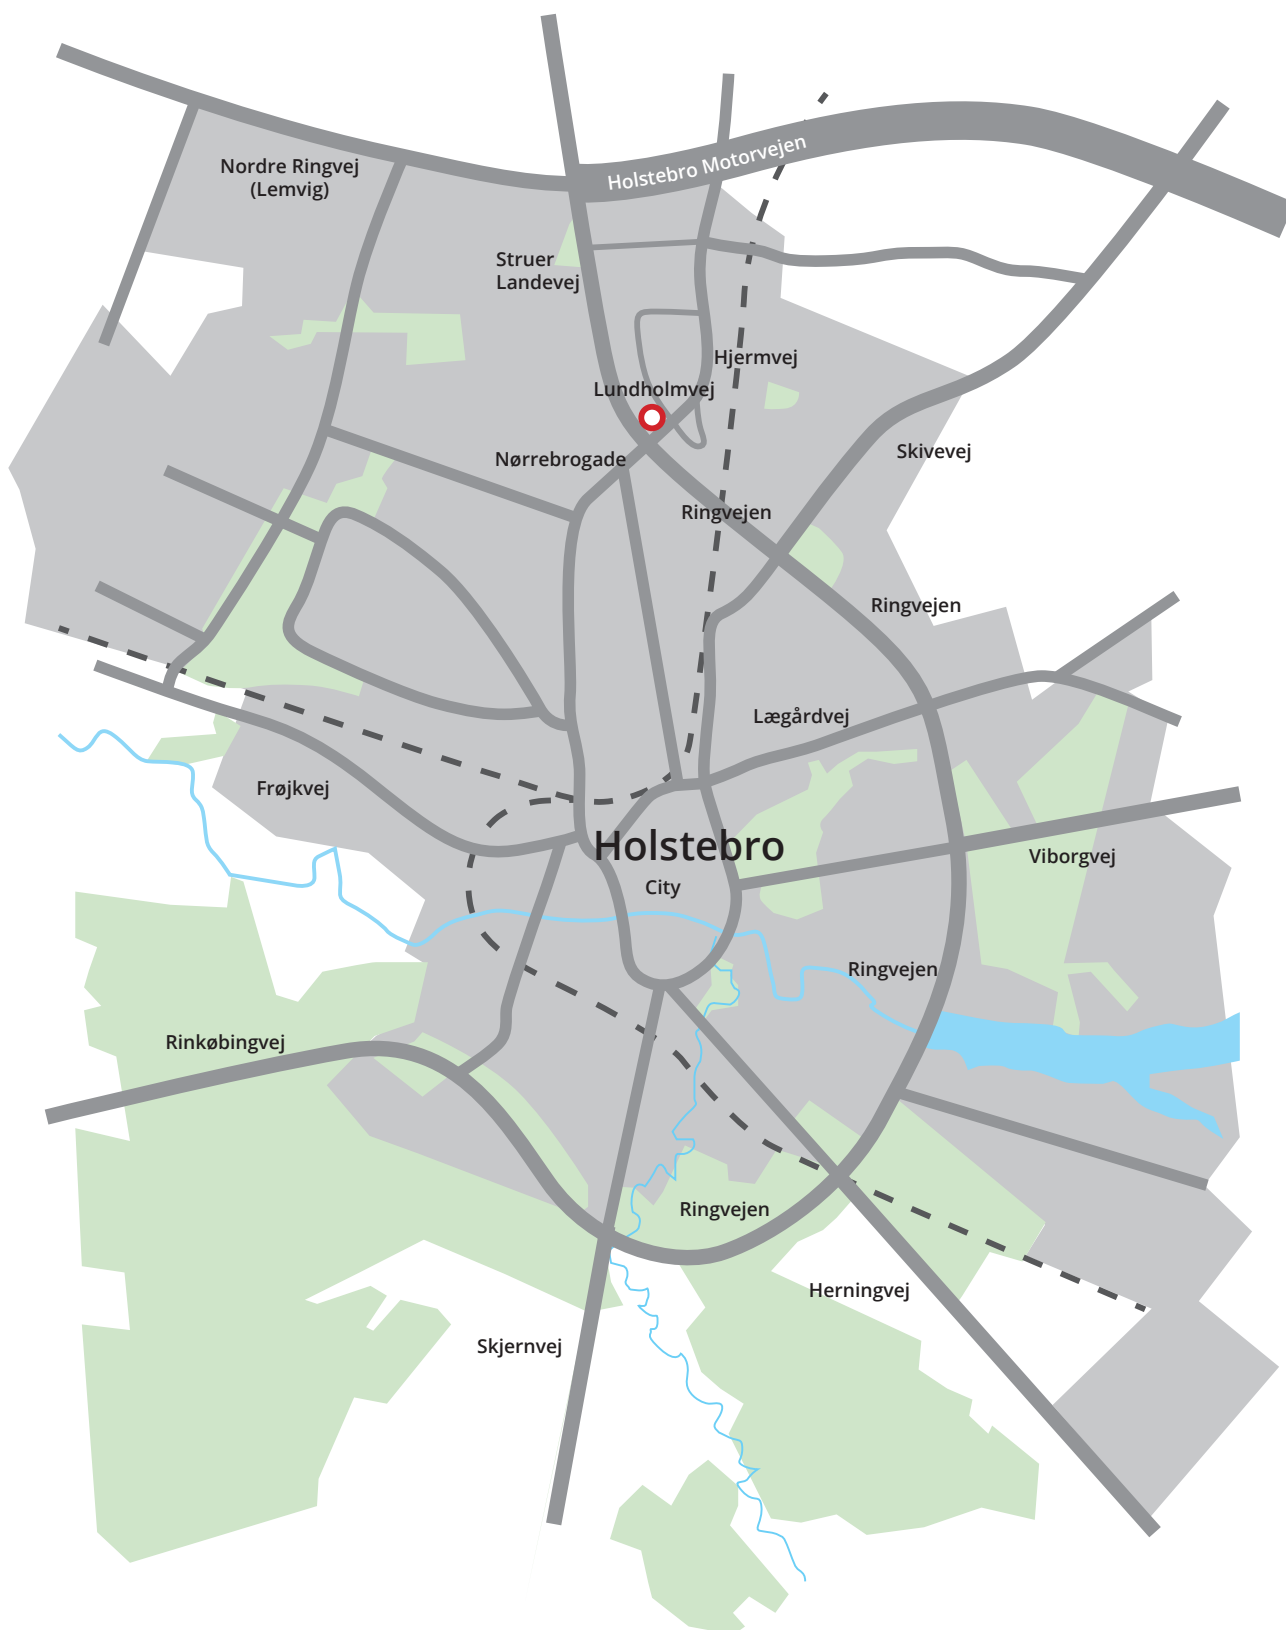 Holstebro Motorvejen
Nordre Ringvej
(Lemvig)
Struer
Landevej
Hjermvej
Lundholmvej
Skivevej
Nørrebrogade
Ringvejen
Ringvejen
Lægårdvej
Frøjkvej
Holstebro
City
Viborgvej
Ringvejen
Rinkøbingvej
Ringvejen
Herningvej
Skjernvej